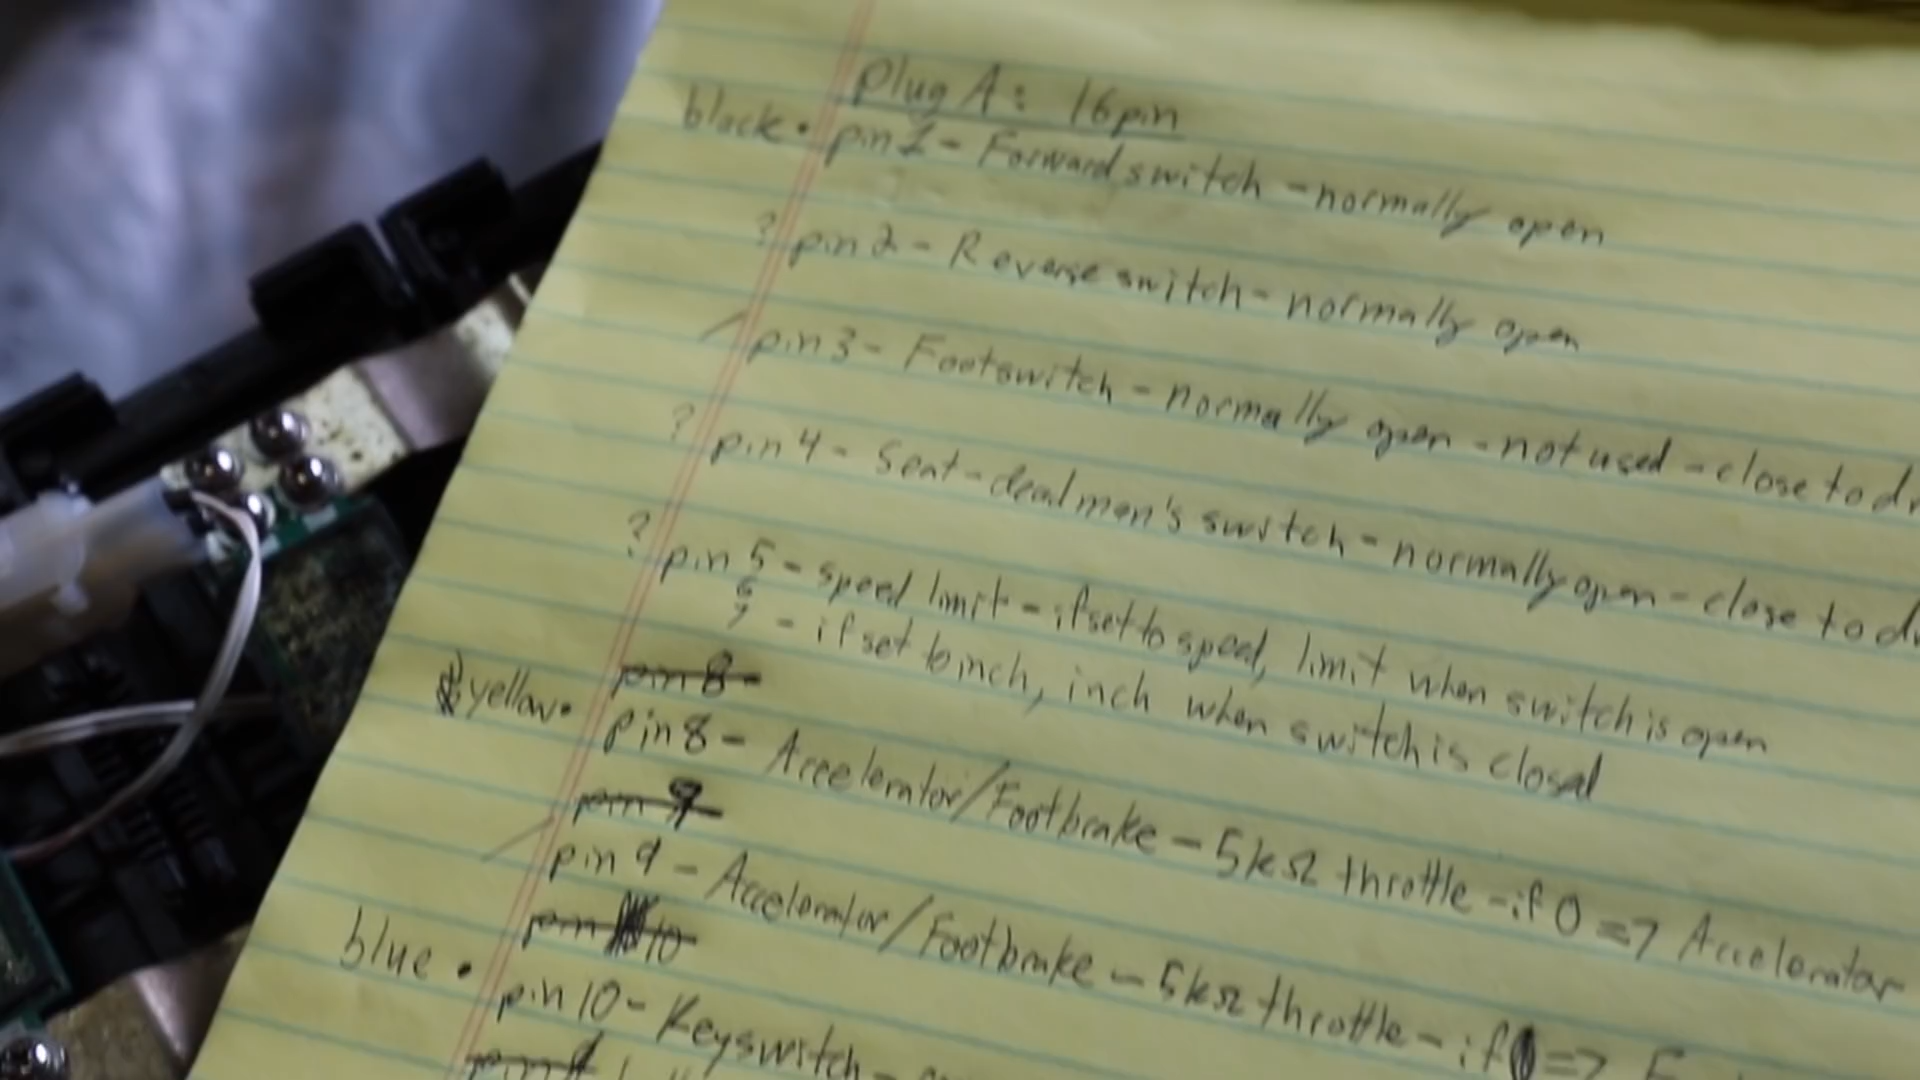 Plug A: 16pin
black • pin 1 - Forward switch - normally open
? pin 2 - Reverse switch - normally open
pin 3 - Footswitch - normally open - not used - close to
? pin 4 - Seat - deadman's switch - normally open - close to
? pin 5 - speed limit - if set to speed, limit when switch is open
6
7 - if set to inch, inch when switch is closed
pin 8
yellow • pin 8 - Accelerator/Footbrake - 5kΩ throttle - if 0 => Accelerator
pin 9
pin 9 - Accelerator/Footbrake - 5kΩ throttle - if => F
pin 10
blue • pin 10 - Keyswitch -